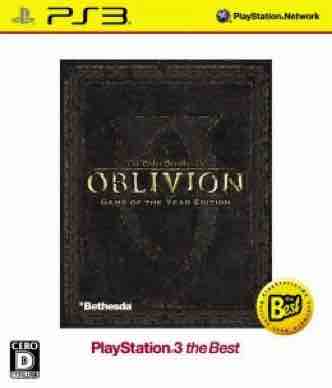 PS3
PlayStation®Network
The Elder Scrolls IV
OBLIVION
GAME OF THE YEAR EDITION
Bethesda
the Best
PlayStation®3 the Best
CERO
D